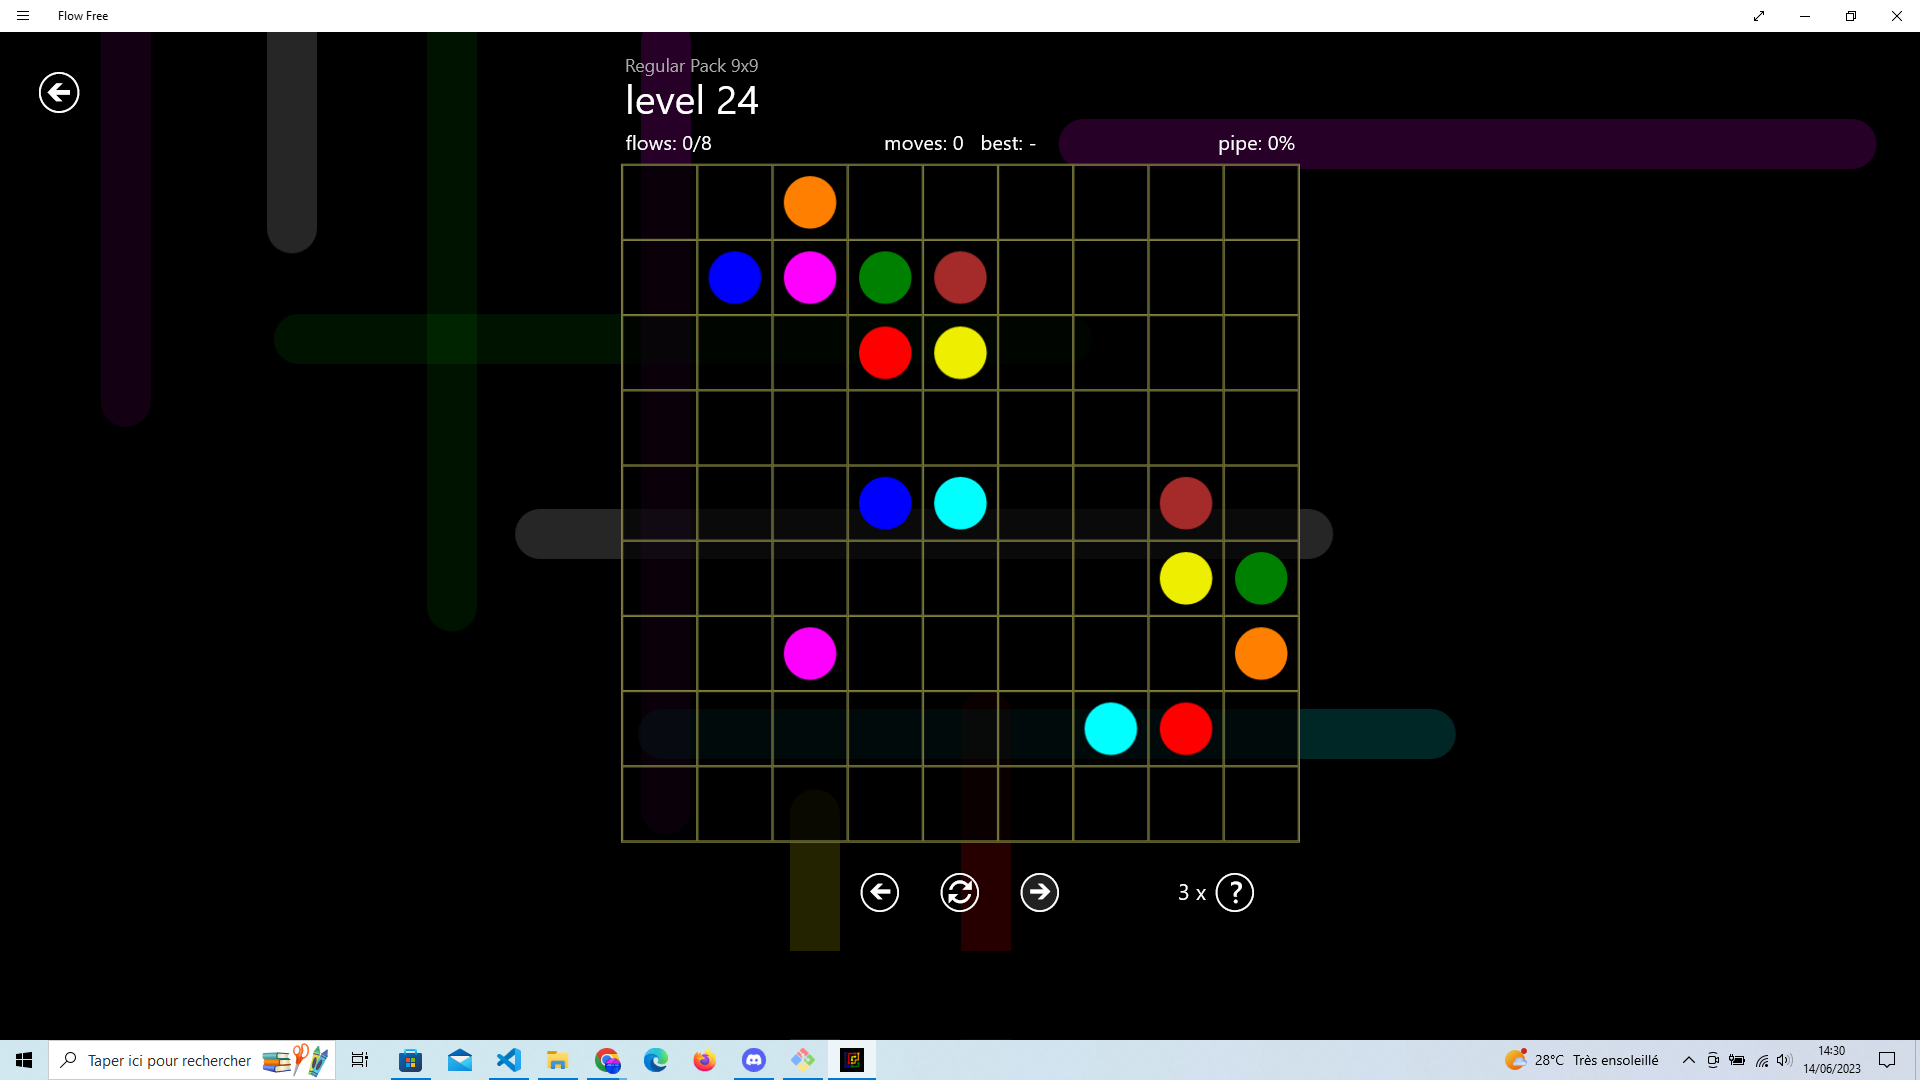 Flow Free
Regular Pack 9x9
level 24
flows: 0/8
moves: 0 best: -
pipe: 0%
3 x ?
Taper ici pour rechercher
28°C Très ensoleillé
14:30
14/06/2023